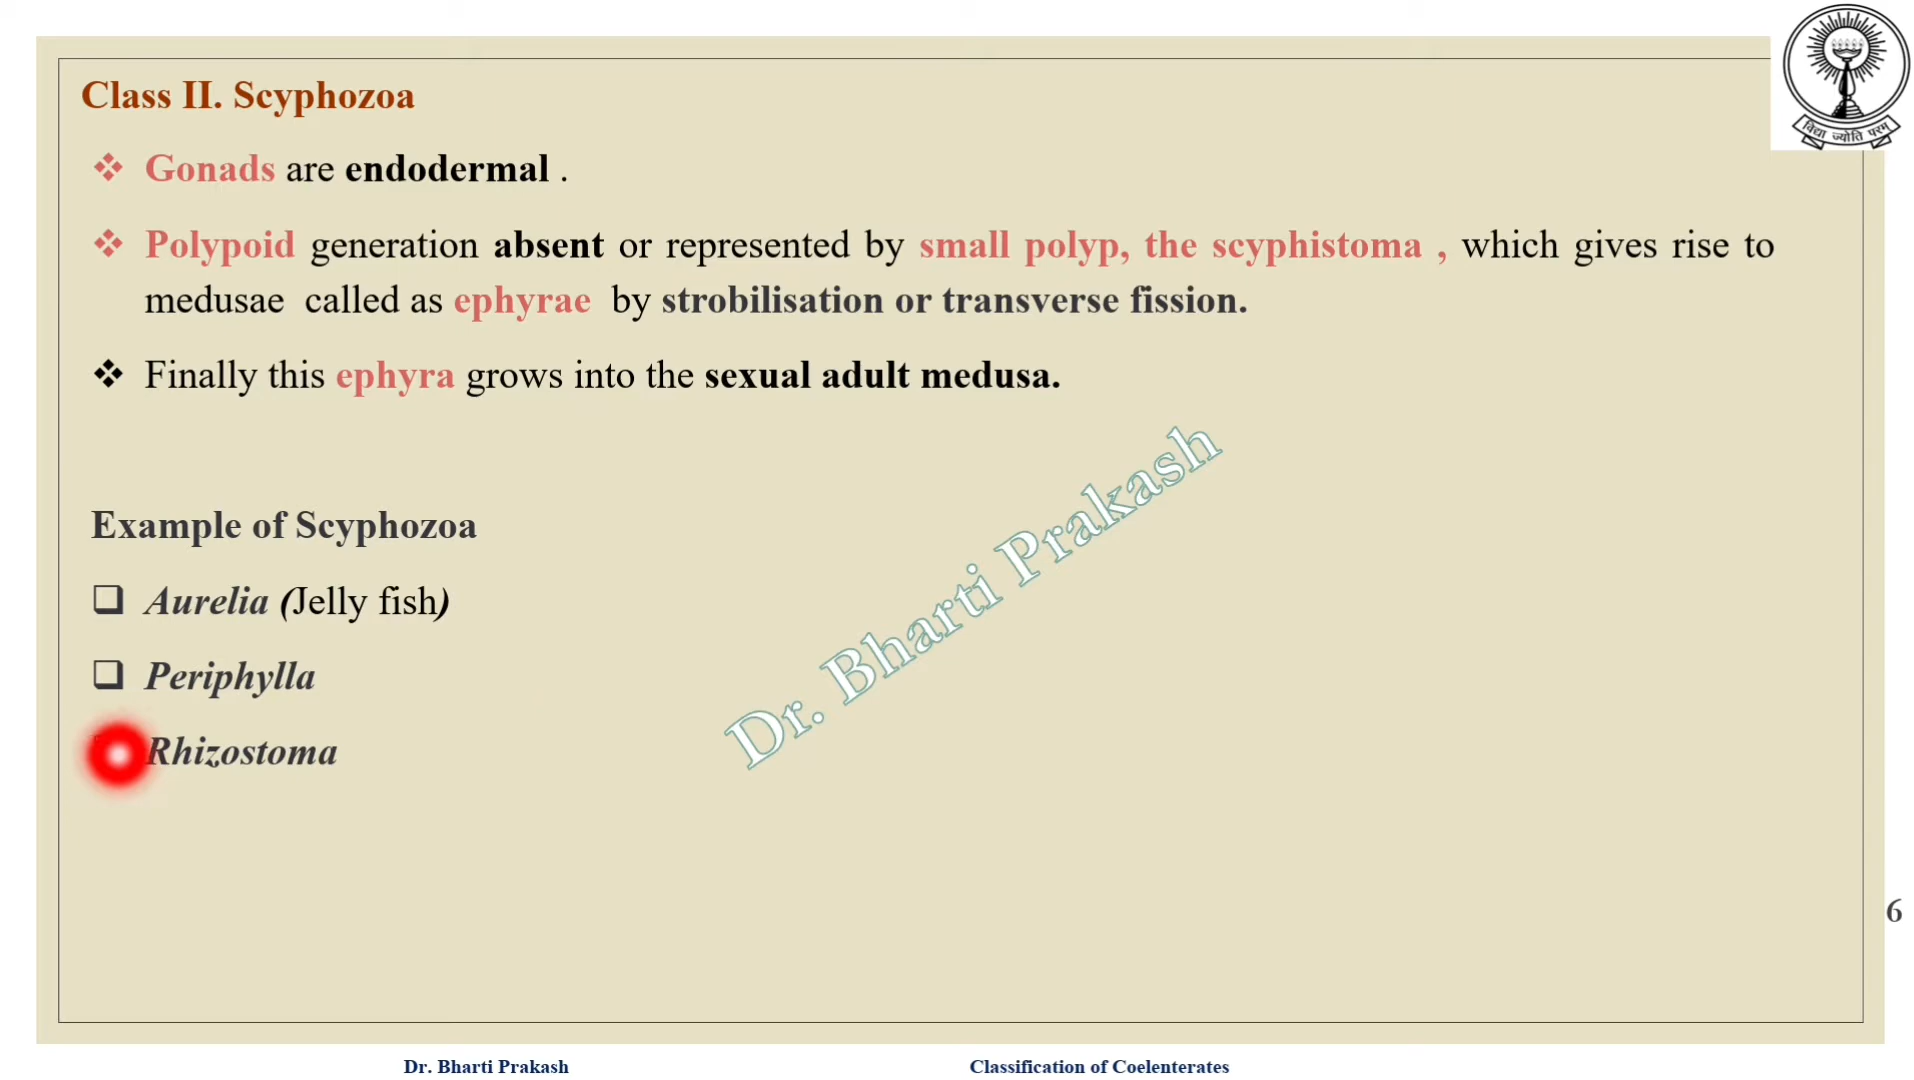 विद्या ज्योति परम्
Class II. Scyphozoa
❖ Gonads are endodermal .
❖ Polypoid generation absent or represented by small polyp, the scyphistoma , which gives rise to
medusae called as ephyrae by strobilisation or transverse fission.
❖ Finally this ephyra grows into the sexual adult medusa.
Dr. Bharti Prakash
Example of Scyphozoa
❑ Aurelia (Jelly fish)
❑ Periphylla
Rhizostoma
6
Dr. Bharti Prakash
Classification of Coelenterates